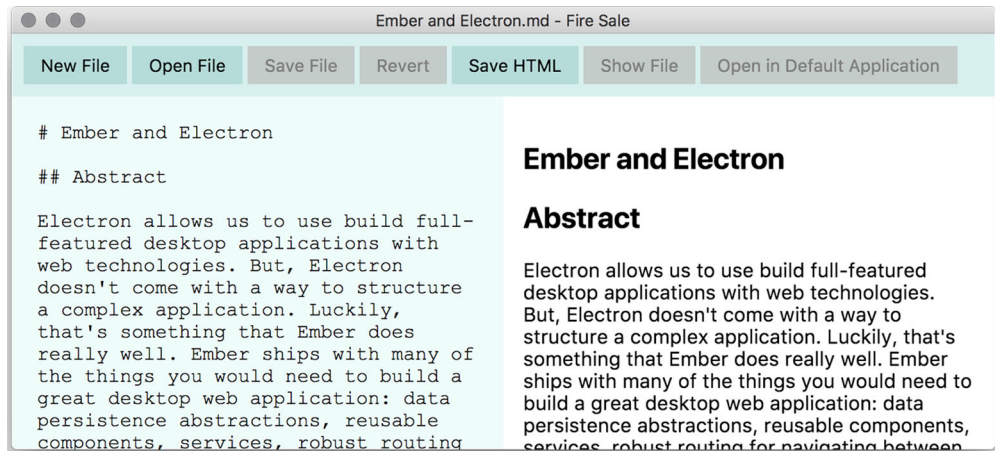 Ember and Electron.md - Fire Sale
New File Open File Save File Revert Save HTML Show File Open in Default Application
# Ember and Electron
## Abstract
Electron allows us to use build full-
featured desktop applications with
web technologies. But, Electron
doesn't come with a way to structure
a complex application. Luckily,
that's something that Ember does
really well. Ember ships with many of
the things you would need to build a
great desktop web application: data
persistence abstractions, reusable
components, services, robust routing
Ember and Electron
Abstract
Electron allows us to use build full-featured
desktop applications with web technologies.
But, Electron doesn't come with a way to
structure a complex application. Luckily, that's
something that Ember does really well. Ember
ships with many of the things you would need to
build a great desktop web application: data
persistence abstractions, reusable components,
services, robust routing for navigating between